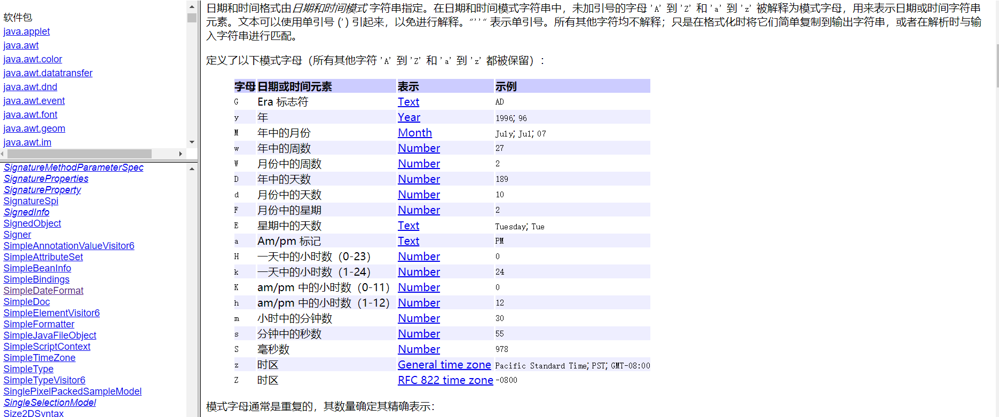 软件包
java.applet
java.awt
java.awt.color
java.awt.datatransfer
java.awt.dnd
java.awt.event
java.awt.font
java.awt.geom
java.awt.im
SignatureMethodParameterSpec
SignatureProperties
SignatureProperty
SignatureSpi
SignedInfo
SignedObject
Signer
SimpleAnnotationValueVisitor6
SimpleAttributeSet
SimpleBeanInfo
SimpleBindings
SimpleDateFormat
SimpleDoc
SimpleElementVisitor6
SimpleFormatter
SimpleJavaFileObject
SimpleScriptContext
SimpleTimeZone
SimpleType
SimpleTypeVisitor6
SinglePixelPackedSampleModel
SingleSelectionModel
Size2DSyntax
日期和时间格式由日期和时间模式 字符串指定。在日期和时间模式字符串中，未加引号的字母 'A' 到 'Z' 和 'a' 到 'z' 被解释为模式字母，用来表示日期或时间字符串
元素。文本可以使用单引号 (') 引起来，以免进行解释。"''" 表示单引号。所有其他字符均不解释；只是在格式化时将它们简单复制到输出字符串，或者在解析时与输
入字符串进行匹配。
定义了以下模式字母（所有其他字符 'A' 到 'Z' 和 'a' 到 'z' 都被保留）：
字母 日期或时间元素 表示 示例
G Era 标志符 Text AD
y 年 Year 1996; 96
M 年中的月份 Month July; Jul; 07
w 年中的周数 Number 27
W 月份中的周数 Number 2
D 年中的天数 Number 189
d 月份中的天数 Number 10
F 月份中的星期 Number 2
E 星期中的天数 Text Tuesday; Tue
a Am/pm 标记 Text PM
H 一天中的小时数（0-23） Number 0
k 一天中的小时数（1-24） Number 24
K am/pm 中的小时数（0-11） Number 0
h am/pm 中的小时数（1-12） Number 12
m 小时中的分钟数 Number 30
s 分钟中的秒数 Number 55
S 毫秒数 Number 978
z 时区 General time zone Pacific Standard Time; PST; GMT-08:00
Z 时区 RFC 822 time zone -0800
模式字母通常是重复的，其数量确定其精确表示：